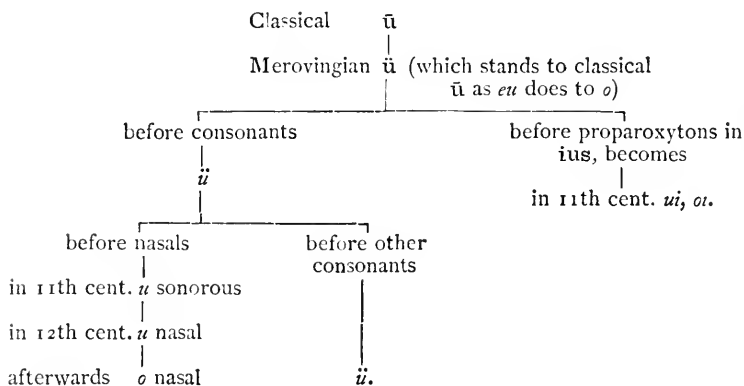 Classical ū
Merovingian ü (which stands to classical
ū as eu does to o)
before consonants
before proparoxytons in
ius, becomes
ü
in 11th cent. ui, oi.
before nasals
before other
consonants
in 11th cent. u sonorous
in 12th cent. u nasal
afterwards o nasal
ü.